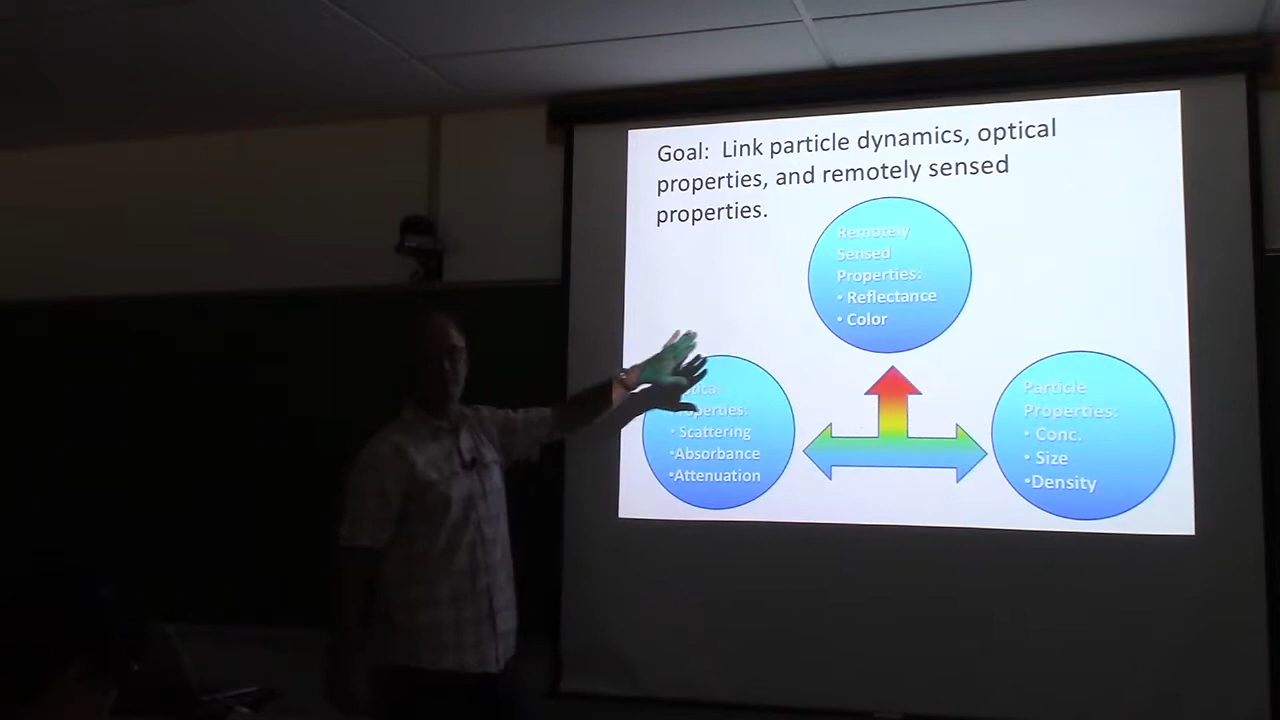 Goal: Link particle dynamics, optical
properties, and remotely sensed
properties.
Remotely
Sensed
Properties:
• Reflectance
• Color
• Scattering
•Absorbance
•Attenuation
Particle
Properties:
• Conc.
• Size
•Density